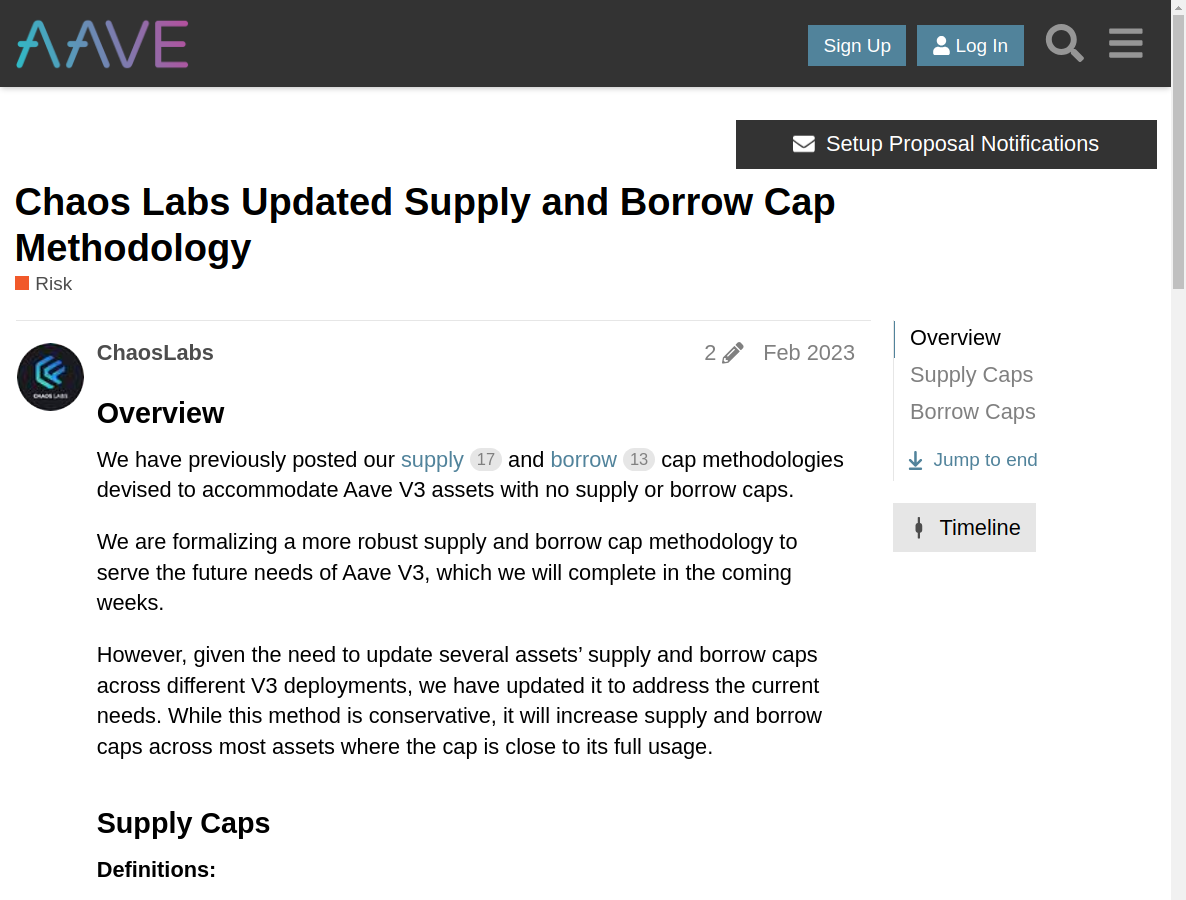 AAVE
Sign Up
Log In
Setup Proposal Notifications
Chaos Labs Updated Supply and Borrow Cap
Methodology
Risk
ChaosLabs
2
Feb 2023
CHAOS LABS
Overview
We have previously posted our supply 17 and borrow 13 cap methodologies
devised to accommodate Aave V3 assets with no supply or borrow caps.
We are formalizing a more robust supply and borrow cap methodology to
serve the future needs of Aave V3, which we will complete in the coming
weeks.
However, given the need to update several assets’ supply and borrow caps
across different V3 deployments, we have updated it to address the current
needs. While this method is conservative, it will increase supply and borrow
caps across most assets where the cap is close to its full usage.
Supply Caps
Definitions:
Overview
Supply Caps
Borrow Caps
Jump to end
Timeline